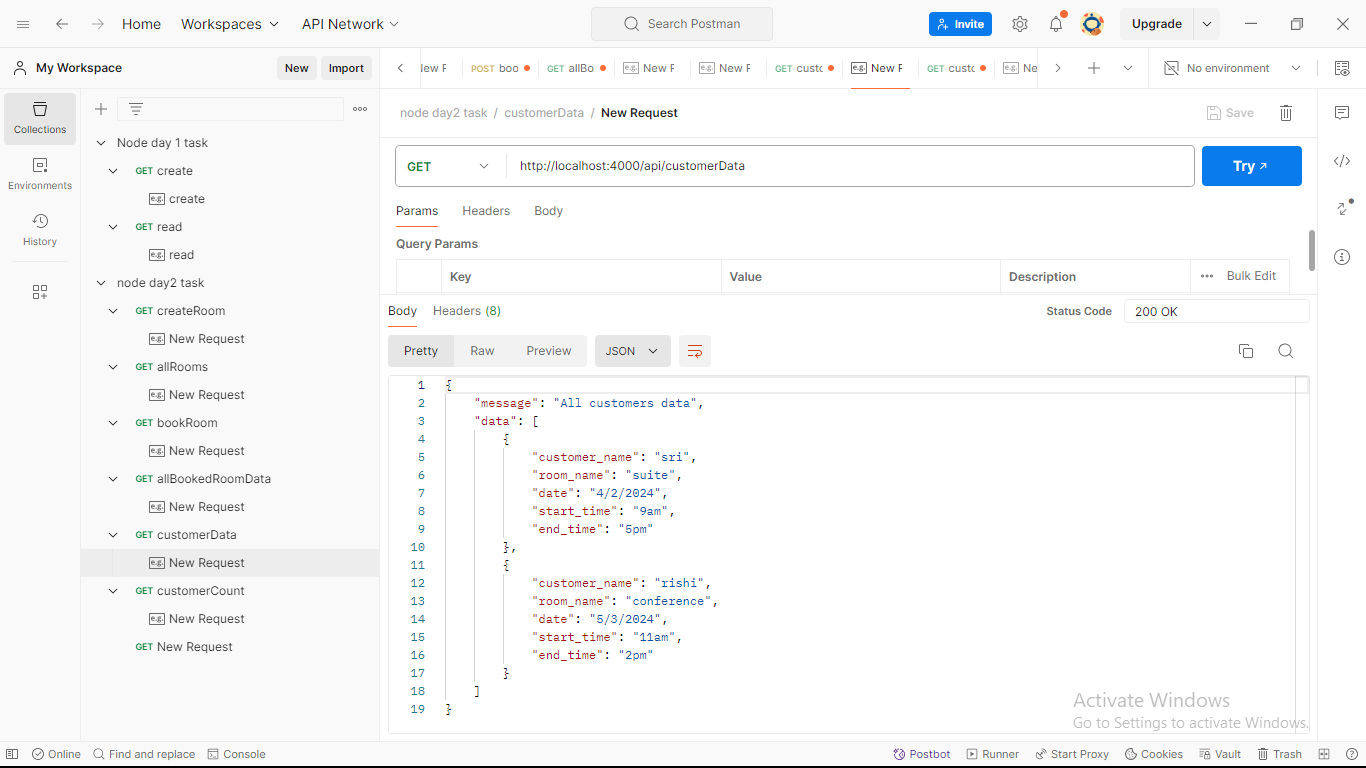 Home Workspaces API Network Search Postman Invite Upgrade
My Workspace New Import
New F POST boo GET allBo e.g. New F e.g. New F GET custc e.g. New F GET custc e.g. Ne No environment
Collections
Environments
History
Node day 1 task
GET create
e.g. create
GET read
e.g. read
node day2 task
GET createRoom
e.g. New Request
GET allRooms
e.g. New Request
GET bookRoom
e.g. New Request
GET allBookedRoomData
e.g. New Request
GET customerData
e.g. New Request
GET customerCount
e.g. New Request
GET New Request
node day2 task / customerData / New Request Save
GET http://localhost:4000/api/customerData Try
Params Headers Body
Query Params
Key Value Description Bulk Edit
Body Headers (8) Status Code 200 OK
Pretty Raw Preview JSON
1 {
2 "message": "All customers data",
3 "data": [
4 {
5 "customer_name": "sri",
6 "room_name": "suite",
7 "date": "4/2/2024",
8 "start_time": "9am",
9 "end_time": "5pm"
10 },
11 {
12 "customer_name": "rishi",
13 "room_name": "conference",
14 "date": "5/3/2024",
15 "start_time": "11am",
16 "end_time": "2pm"
17 }
18 ]
19 }
Activate Windows
Go to Settings to activate Windows.
Online Find and replace Console Postbot Runner Start Proxy Cookies Vault Trash